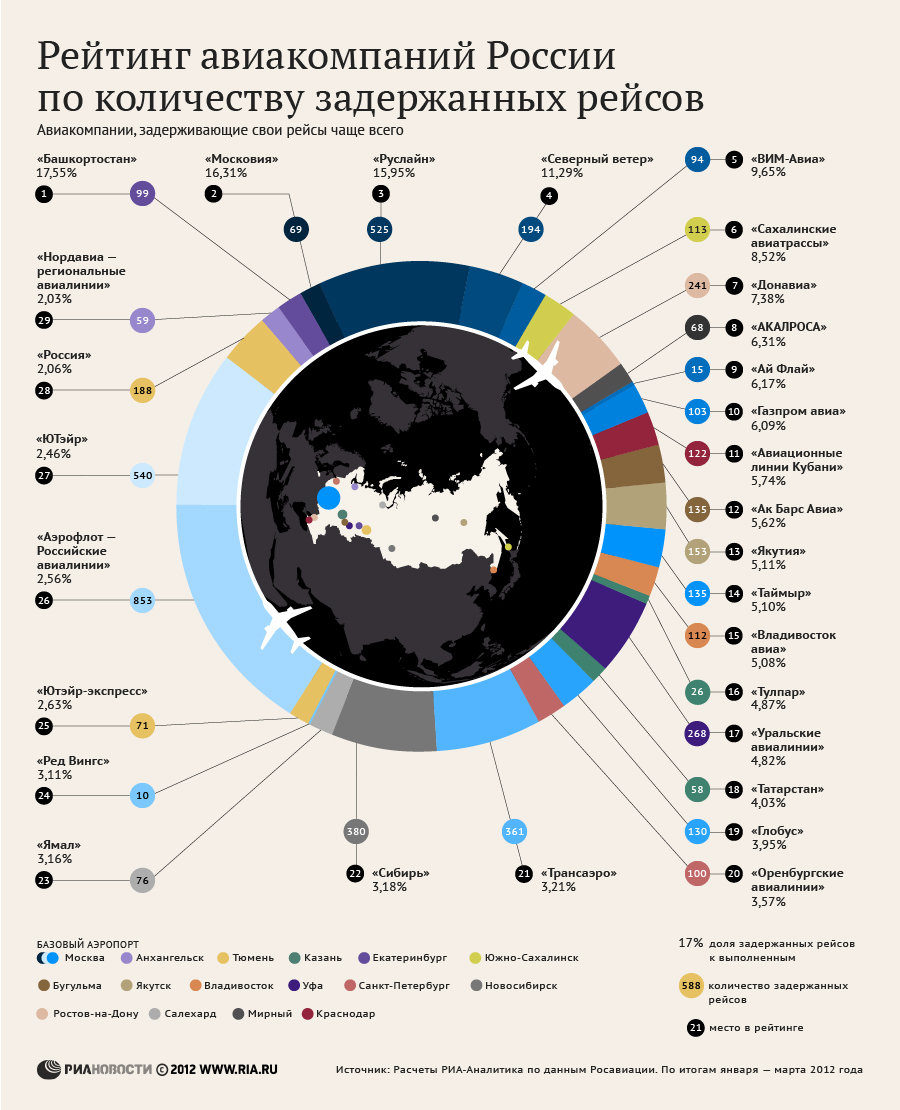 Рейтинг авиакомпаний России
по количеству задержанных рейсов
Авиакомпании, задерживающие свои рейсы чаще всего
«Башкортостан»
17,55%
1
99
«Московия»
16,31%
2
69
«Руслайн»
15,95%
3
525
«Северный ветер»
11,29%
4
194
94
5
«ВИМ-Авиа»
9,65%
113
6
«Сахалинские
авиатрассы»
8,52%
241
7
«Донавиа»
7,38%
68
8
«АКАЛРОСА»
6,31%
15
9
«Ай Флай»
6,17%
103
10
«Газпром авиа»
6,09%
122
11
«Авиационные
линии Кубани»
5,74%
135
12
«Ак Барс Авиа»
5,62%
153
13
«Якутия»
5,11%
135
14
«Таймыр»
5,10%
112
15
«Владивосток
авиа»
5,08%
26
16
«Тулпар»
4,87%
268
17
«Уральские
авиалинии»
4,82%
58
18
«Татарстан»
4,03%
130
19
«Глобус»
3,95%
100
20
«Оренбургские
авиалинии»
3,57%
361
21
«Трансаэро»
3,21%
380
22
«Сибирь»
3,18%
«Ямал»
3,16%
23
76
«Ред Вингс»
3,11%
24
10
«Ютэйр-экспресс»
2,63%
25
71
«Аэрофлот —
Российские
авиалинии»
2,56%
26
853
«ЮТэйр»
2,46%
27
540
«Россия»
2,06%
28
188
«Нордавиа —
региональные
авиалинии»
2,03%
29
59
БАЗОВЫЙ АЭРОПОРТ
Москва Анхангельск Тюмень Казань Екатеринбург Южно-Сахалинск
Бугульма Якутск Владивосток Уфа Санкт-Петербург Новосибирск
Ростов-на-Дону Салехард Мирный Краснодар
17% доля задержанных рейсов
к выполненным
588 количество задержанных
рейсов
21 место в рейтинге
РИАНОВОСТИ © 2012 WWW.RIA.RU
Источник: Расчеты РИА-Аналитика по данным Росавиации. По итогам января — марта 2012 года